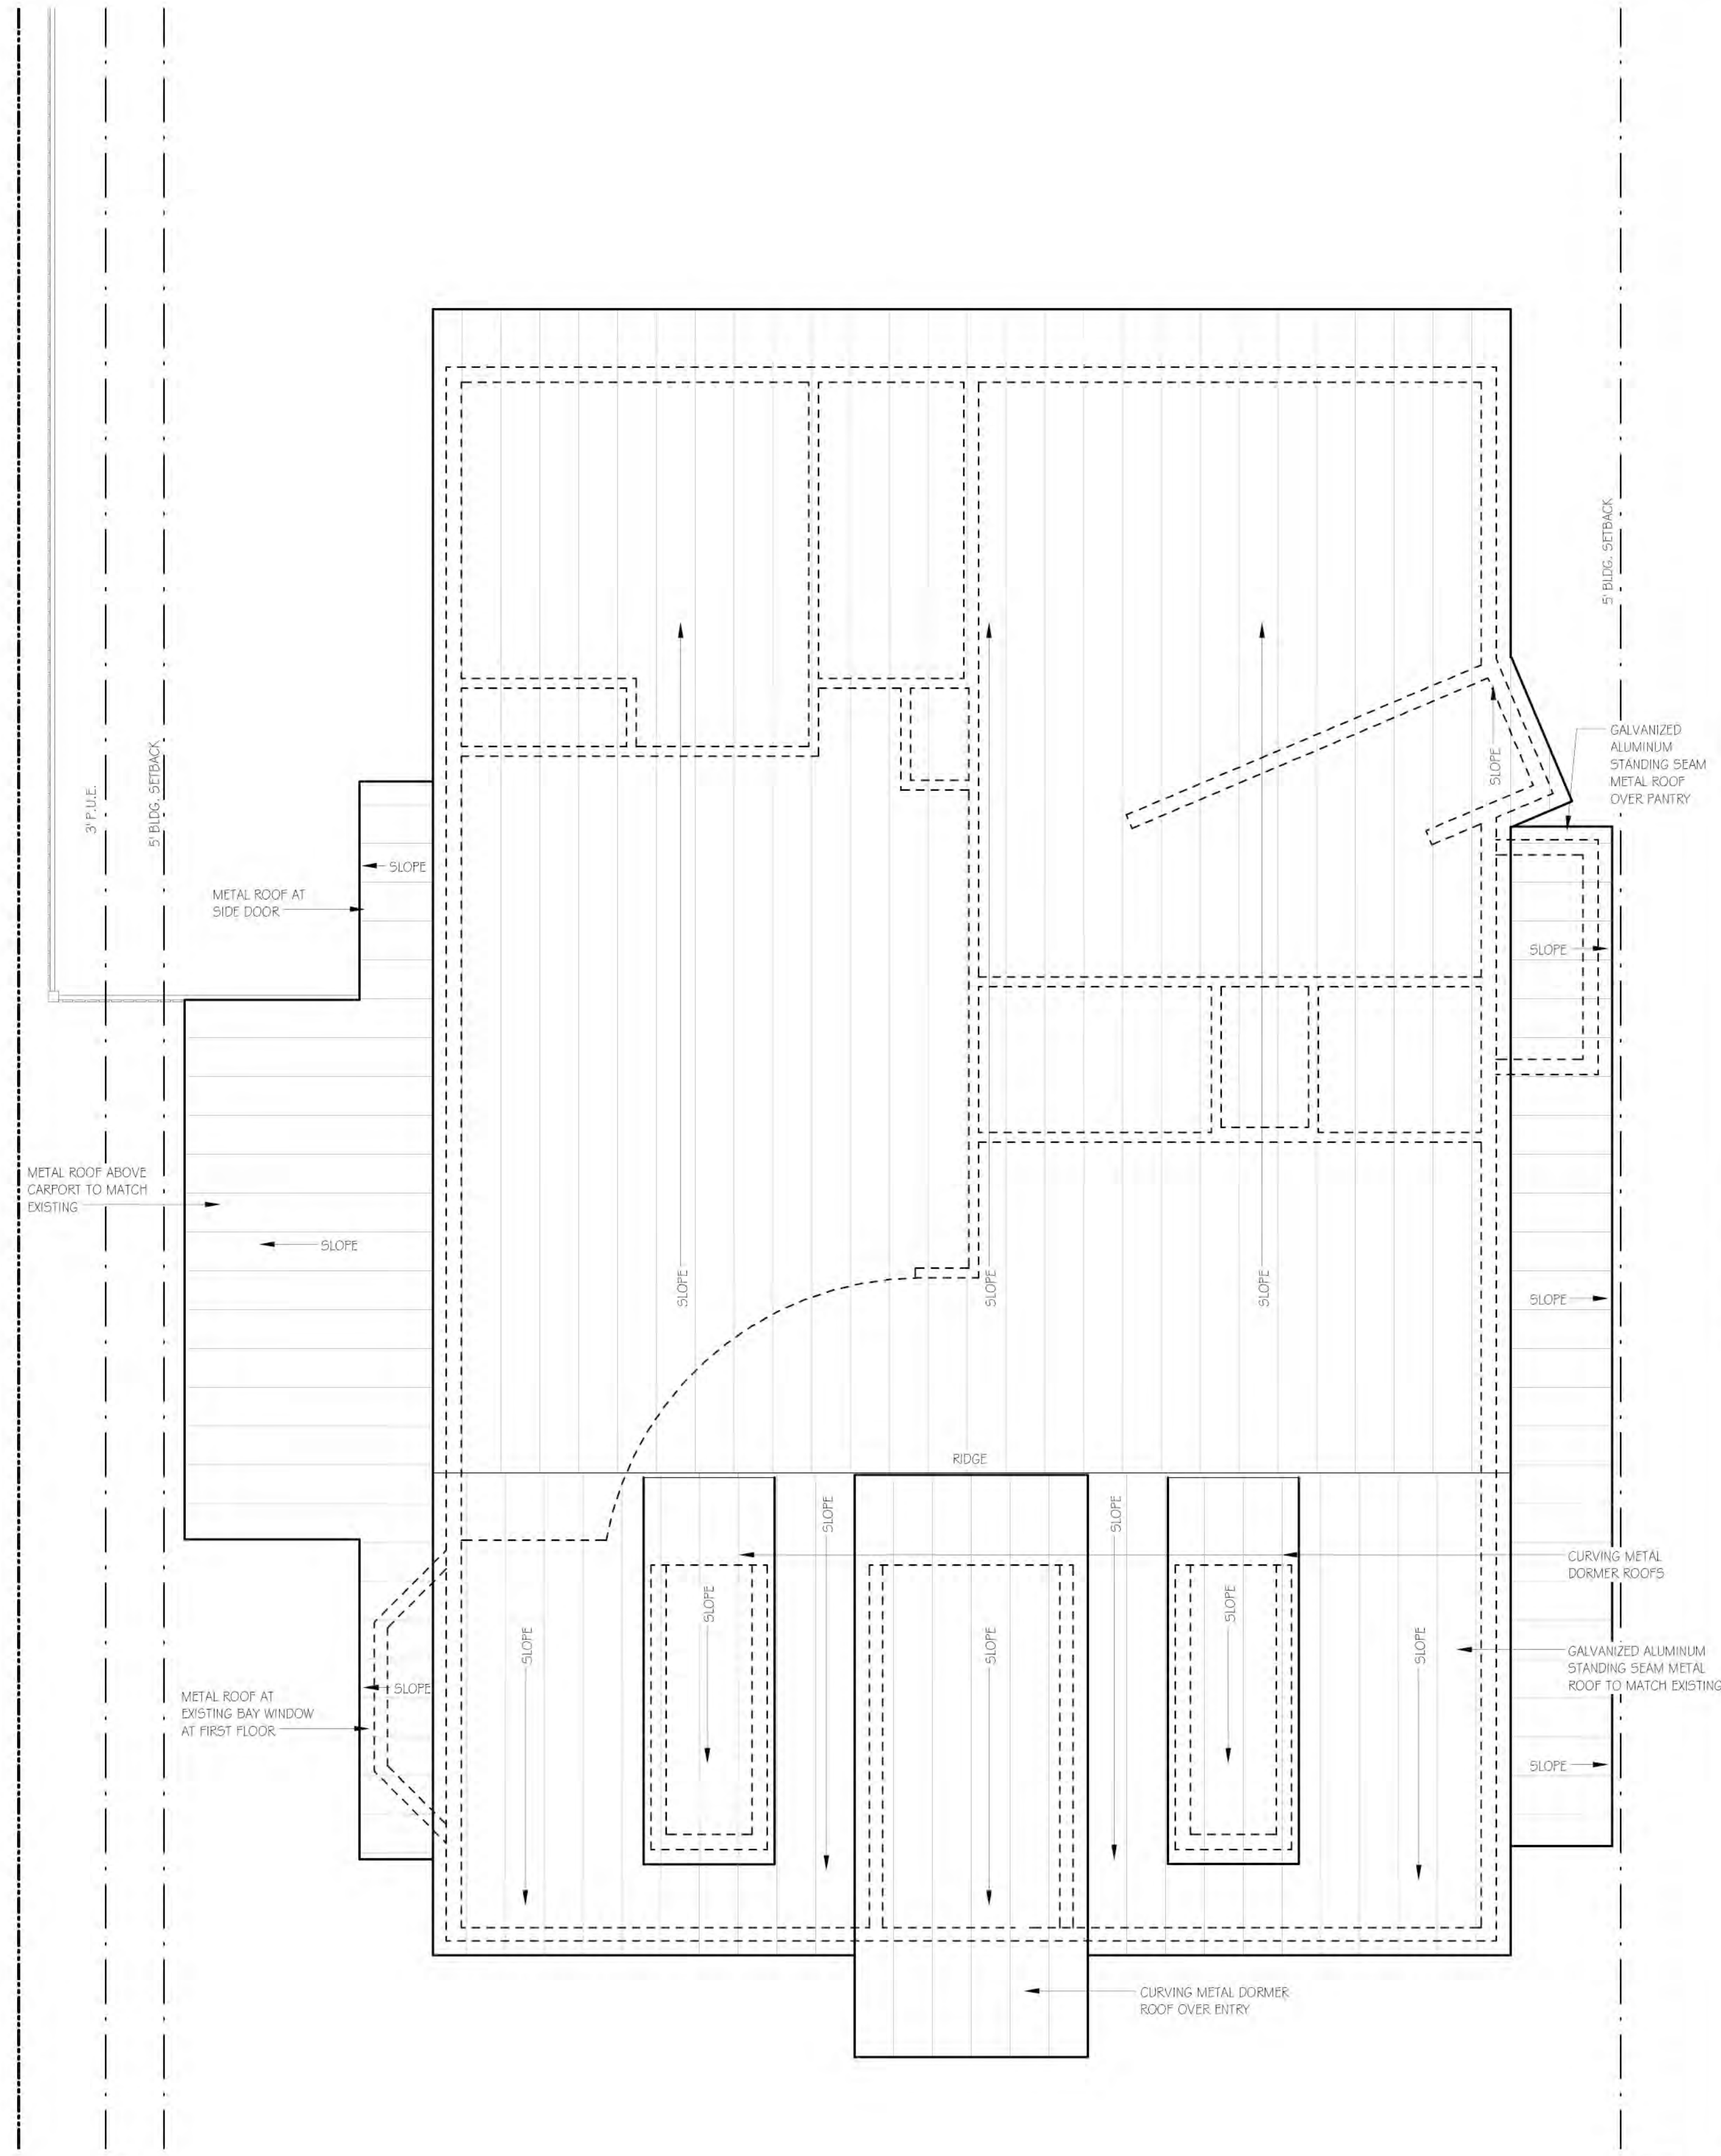 5' BLDG. SETBACK
SLOPE
GALVANIZED
ALUMINUM
STANDING SEAM
METAL ROOF
OVER PANTRY
3' P.U.E.
5' BLDG. SETBACK
SLOPE
METAL ROOF AT
SIDE DOOR
SLOPE
METAL ROOF ABOVE
CARPORT TO MATCH
EXISTING
SLOPE
SLOPE
SLOPE
SLOPE
SLOPE
RIDGE
SLOPE
SLOPE
CURVING METAL
DORMER ROOFS
SLOPE
SLOPE
SLOPE
SLOPE
SLOPE
GALVANIZED ALUMINUM
STANDING SEAM METAL
ROOF TO MATCH EXISTING
SLOPE
METAL ROOF AT
EXISTING BAY WINDOW
AT FIRST FLOOR
SLOPE
CURVING METAL DORMER
ROOF OVER ENTRY